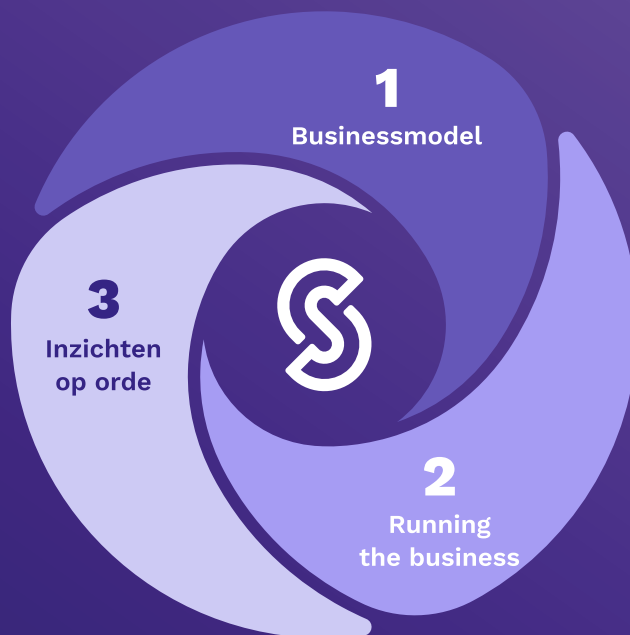 1
Businessmodel
2
Running
the business
3
Inzichten
op orde